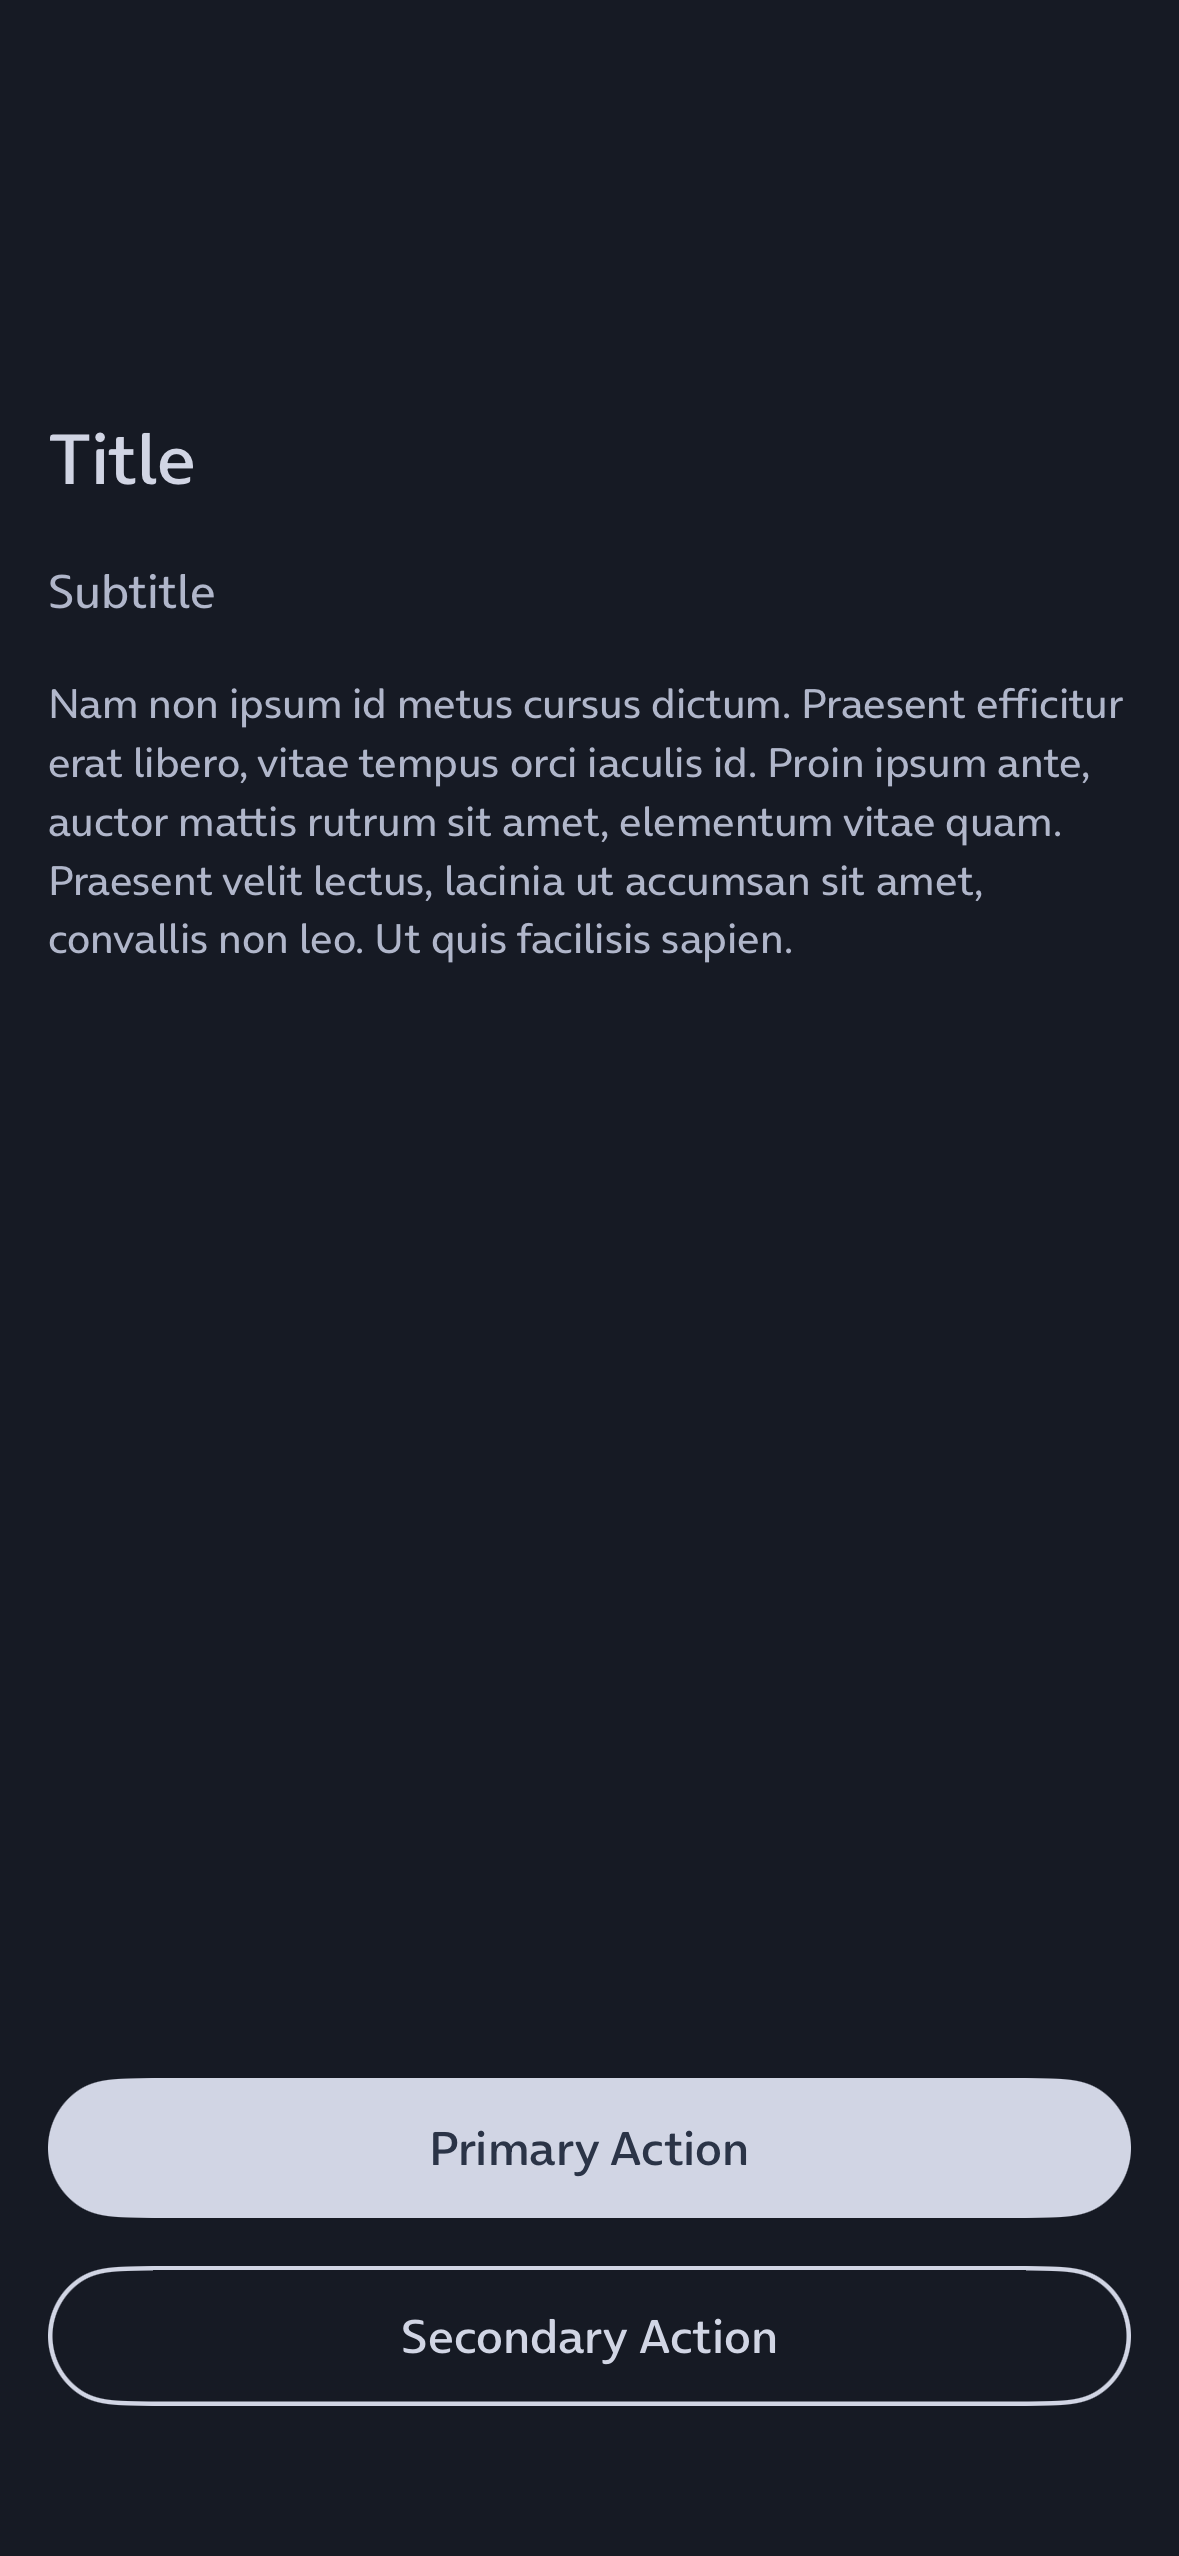 Title
Subtitle
Nam non ipsum id metus cursus dictum. Praesent efficitur
erat libero, vitae tempus orci iaculis id. Proin ipsum ante,
auctor mattis rutrum sit amet, elementum vitae quam.
Praesent velit lectus, lacinia ut accumsan sit amet,
convallis non leo. Ut quis facilisis sapien.
Primary Action
Secondary Action